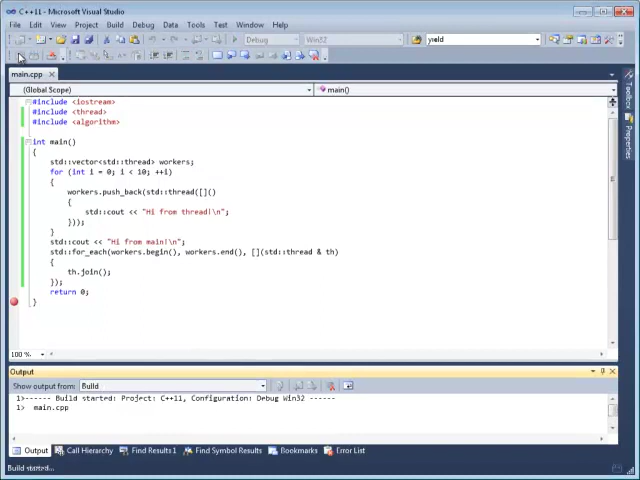 C++11 - Microsoft Visual Studio
File Edit View Project Build Debug Data Tools Test Window Help
Debug Win32 yield
main.cpp
(Global Scope) main()
#include <iostream>
#include <thread>
#include <algorithm>
int main()
{
std::vector<std::thread> workers;
for (int i = 0; i < 10; ++i)
{
workers.push_back(std::thread([]()
{
std::cout << "Hi from thread!\n";
}));
}
std::cout << "Hi from main!\n";
std::for_each(workers.begin(), workers.end(), [](std::thread & th)
{
th.join();
});
return 0;
}
Toolbox
Properties
100 %
Output
Show output from: Build
1>------ Build started: Project: C++11, Configuration: Debug Win32 ------
1> main.cpp
Output Call Hierarchy Find Results 1 Find Symbol Results Bookmarks Error List
Build started...